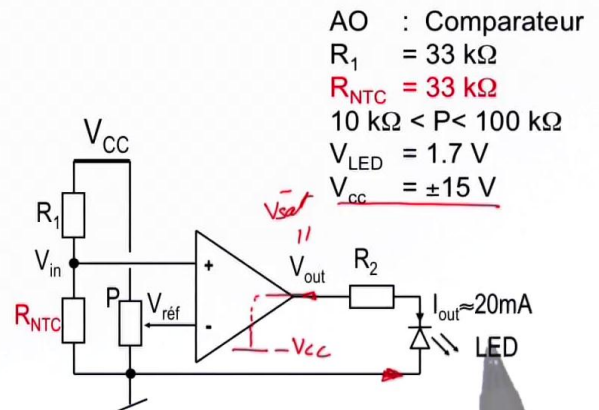 AO : Comparateur
R1 = 33 kΩ
RNTC = 33 kΩ
10 kΩ < P< 100 kΩ
VLED = 1.7 V
Vcc = ±15 V
VCC
R1
Vin
RNTC
P
Vréf
+
-
V⁻sat
=
Vout
R2
Iout≈20mA
LED
-Vcc